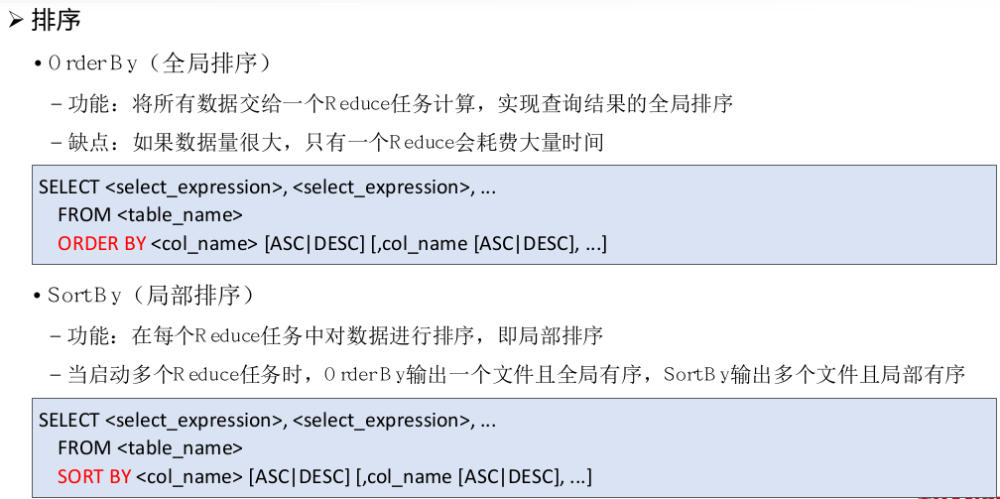 ➢ 排序
• OrderBy（全局排序）
– 功能：将所有数据交给一个Reduce任务计算，实现查询结果的全局排序
– 缺点：如果数据量很大，只有一个Reduce会耗费大量时间
SELECT <select_expression>, <select_expression>, ...
FROM <table_name>
ORDER BY <col_name> [ASC|DESC] [,col_name [ASC|DESC], ...]
• SortBy（局部排序）
– 功能：在每个Reduce任务中对数据进行排序，即局部排序
– 当启动多个Reduce任务时，OrderBy输出一个文件且全局有序，SortBy输出多个文件且局部有序
SELECT <select_expression>, <select_expression>, ...
FROM <table_name>
SORT BY <col_name> [ASC|DESC] [,col_name [ASC|DESC], ...]